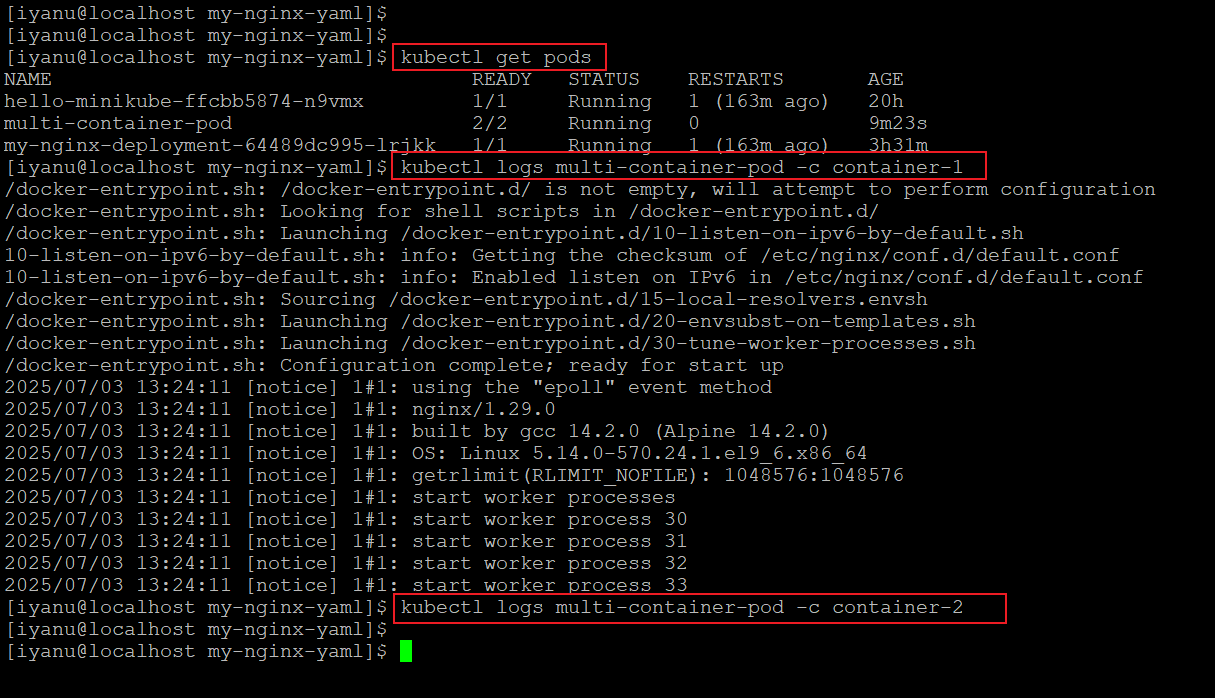 [iyanu@localhost my-nginx-yaml]$
[iyanu@localhost my-nginx-yaml]$
[iyanu@localhost my-nginx-yaml]$ kubectl get pods
NAME                                   READY   STATUS    RESTARTS       AGE
hello-minikube-ffcbb5874-n9vmx         1/1     Running   1 (163m ago)   20h
multi-container-pod                    2/2     Running   0              9m23s
my-nginx-deployment-64489dc995-lrjkk   1/1     Running   1 (163m ago)   3h31m
[iyanu@localhost my-nginx-yaml]$ kubectl logs multi-container-pod -c container-1
/docker-entrypoint.sh: /docker-entrypoint.d/ is not empty, will attempt to perform configuration
/docker-entrypoint.sh: Looking for shell scripts in /docker-entrypoint.d/
/docker-entrypoint.sh: Launching /docker-entrypoint.d/10-listen-on-ipv6-by-default.sh
10-listen-on-ipv6-by-default.sh: info: Getting the checksum of /etc/nginx/conf.d/default.conf
10-listen-on-ipv6-by-default.sh: info: Enabled listen on IPv6 in /etc/nginx/conf.d/default.conf
/docker-entrypoint.sh: Sourcing /docker-entrypoint.d/15-local-resolvers.envsh
/docker-entrypoint.sh: Launching /docker-entrypoint.d/20-envsubst-on-templates.sh
/docker-entrypoint.sh: Launching /docker-entrypoint.d/30-tune-worker-processes.sh
/docker-entrypoint.sh: Configuration complete; ready for start up
2025/07/03 13:24:11 [notice] 1#1: using the "epoll" event method
2025/07/03 13:24:11 [notice] 1#1: nginx/1.29.0
2025/07/03 13:24:11 [notice] 1#1: built by gcc 14.2.0 (Alpine 14.2.0)
2025/07/03 13:24:11 [notice] 1#1: OS: Linux 5.14.0-570.24.1.el9_6.x86_64
2025/07/03 13:24:11 [notice] 1#1: getrlimit(RLIMIT_NOFILE): 1048576:1048576
2025/07/03 13:24:11 [notice] 1#1: start worker processes
2025/07/03 13:24:11 [notice] 1#1: start worker process 30
2025/07/03 13:24:11 [notice] 1#1: start worker process 31
2025/07/03 13:24:11 [notice] 1#1: start worker process 32
2025/07/03 13:24:11 [notice] 1#1: start worker process 33
[iyanu@localhost my-nginx-yaml]$ kubectl logs multi-container-pod -c container-2
[iyanu@localhost my-nginx-yaml]$
[iyanu@localhost my-nginx-yaml]$